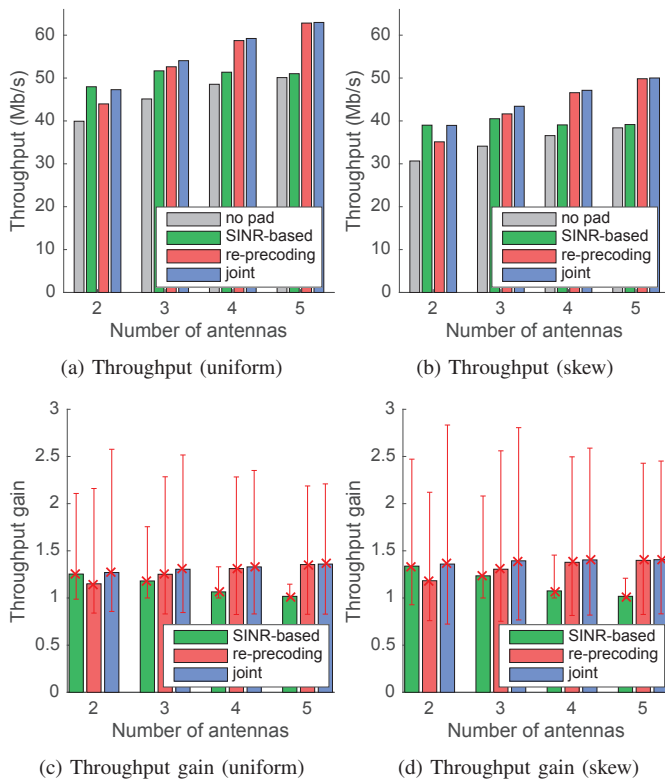 Throughput (Mb/s)
60
50
40
30
20
10
0
no pad
SINR-based
re-precoding
joint
2 3 4 5
Number of antennas
(a) Throughput (uniform)
Throughput (Mb/s)
60
50
40
30
20
10
0
no pad
SINR-based
re-precoding
joint
2 3 4 5
Number of antennas
(b) Throughput (skew)
Throughput gain
3
2.5
2
1.5
1
0.5
0
SINR-based
re-precoding
joint
2 3 4 5
Number of antennas
(c) Throughput gain (uniform)
Throughput gain
3
2.5
2
1.5
1
0.5
0
SINR-based
re-precoding
joint
2 3 4 5
Number of antennas
(d) Throughput gain (skew)